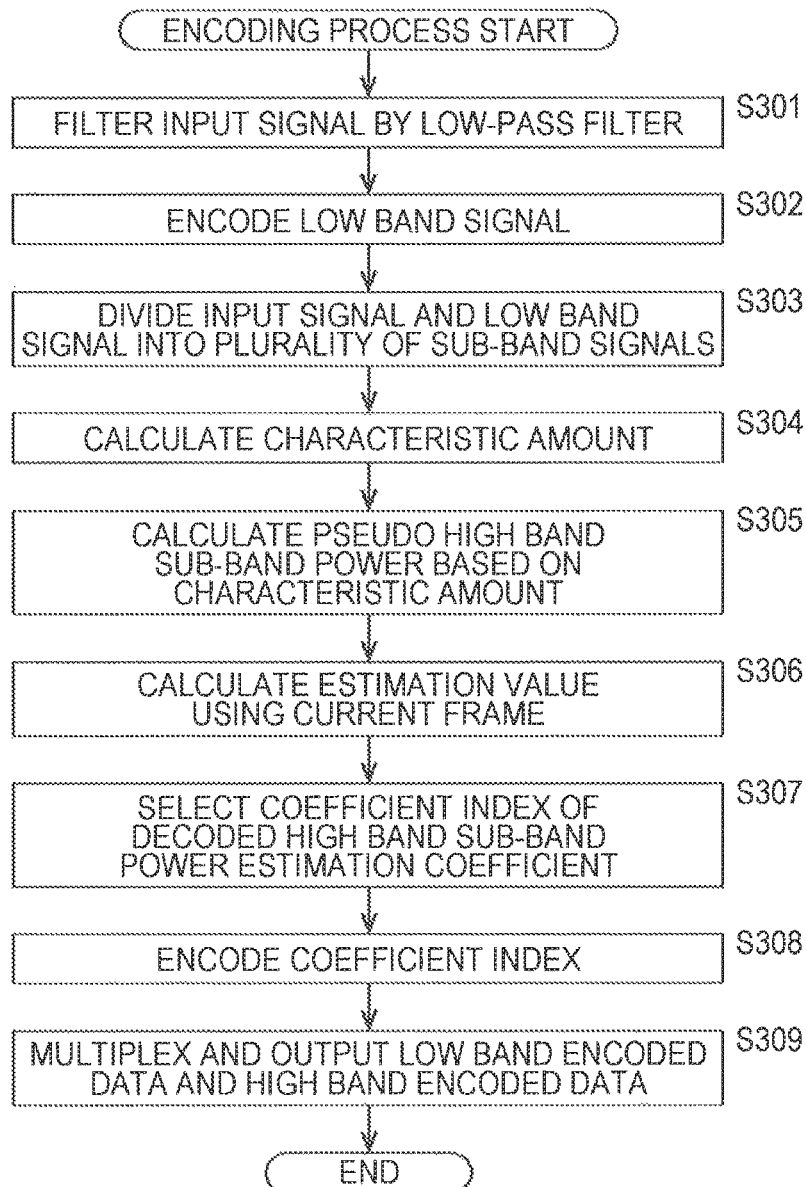 ENCODING PROCESS START
FILTER INPUT SIGNAL BY LOW-PASS FILTER
S301
ENCODE LOW BAND SIGNAL
S302
DIVIDE INPUT SIGNAL AND LOW BAND
SIGNAL INTO PLURALITY OF SUB-BAND SIGNALS
S303
CALCULATE CHARACTERISTIC AMOUNT
S304
CALCULATE PSEUDO HIGH BAND
SUB-BAND POWER BASED ON
CHARACTERISTIC AMOUNT
S305
CALCULATE ESTIMATION VALUE
USING CURRENT FRAME
S306
SELECT COEFFICIENT INDEX OF
DECODED HIGH BAND SUB-BAND
POWER ESTIMATION COEFFICIENT
S307
ENCODE COEFFICIENT INDEX
S308
MULTIPLEX AND OUTPUT LOW BAND ENCODED
DATA AND HIGH BAND ENCODED DATA
S309
END